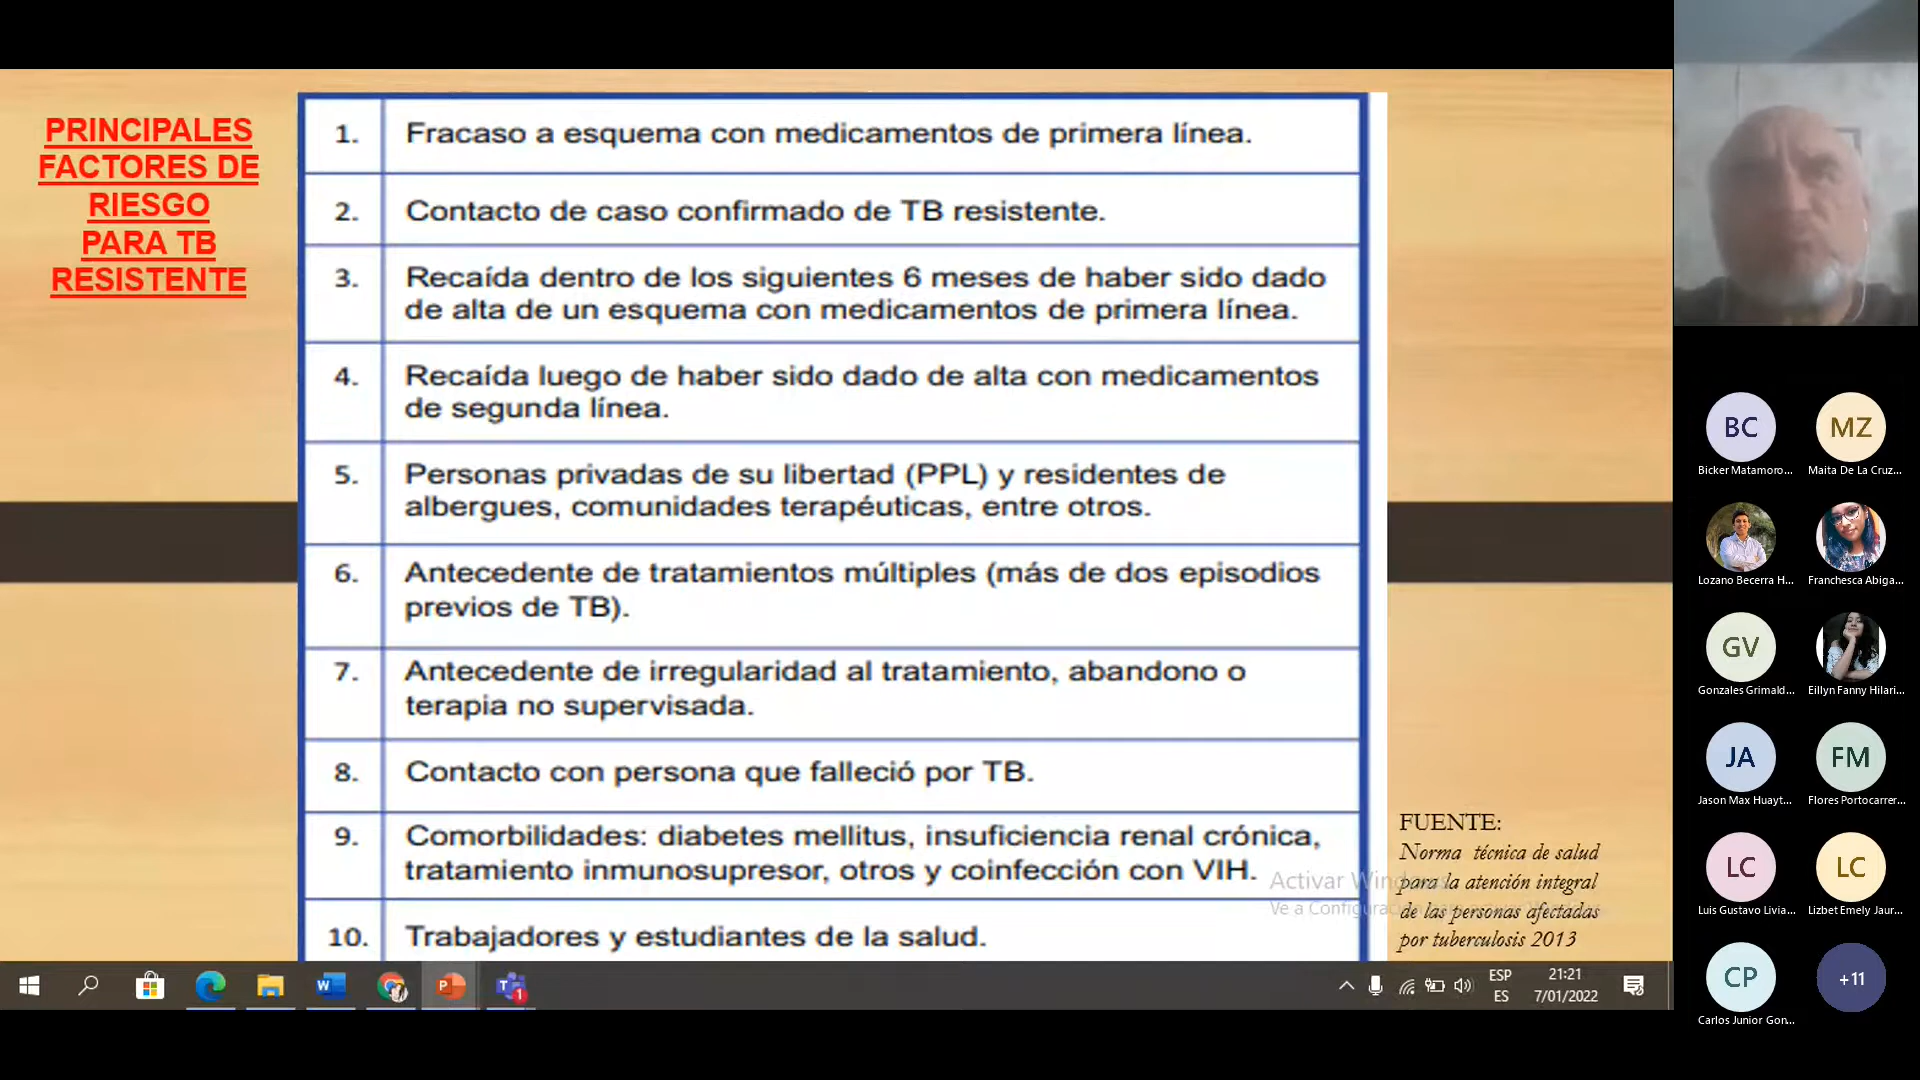 PRINCIPALES
FACTORES DE
RIESGO
PARA TB
RESISTENTE
1. Fracaso a esquema con medicamentos de primera línea.
2. Contacto de caso confirmado de TB resistente.
3. Recaída dentro de los siguientes 6 meses de haber sido dado
de alta de un esquema con medicamentos de primera línea.
4. Recaída luego de haber sido dado de alta con medicamentos
de segunda línea.
5. Personas privadas de su libertad (PPL) y residentes de
albergues, comunidades terapéuticas, entre otros.
6. Antecedente de tratamientos múltiples (más de dos episodios
previos de TB).
7. Antecedente de irregularidad al tratamiento, abandono o
terapia no supervisada.
8. Contacto con persona que falleció por TB.
9. Comorbilidades: diabetes mellitus, insuficiencia renal crónica,
tratamiento inmunosupresor, otros y coinfección con VIH.
10. Trabajadores y estudiantes de la salud.
FUENTE:
Norma técnica de salud
para la atención integral
de las personas afectadas
por tuberculosis 2013
Activar Windows
Ve a Configuración
ESP
ES
21:21
7/01/2022
BC
Bicker Matamoro...
MZ
Maita De La Cruz...
Lozano Becerra H...
Franchesca Abiga...
GV
Gonzales Grimald...
Eillyn Fanny Hilari...
JA
Jason Max Huayt...
FM
Flores Portocarrer...
LC
Luis Gustavo Livia...
LC
Lizbet Emely Jaur...
CP
Carlos Junior Gon...
+11